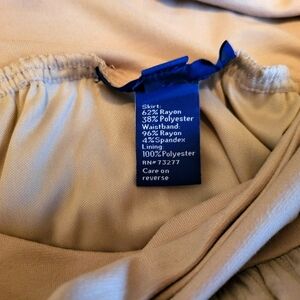 Skirt:
62% Rayon
38% Polyester
Waistband:
96% Rayon
4% Spandex
Lining
100% Polyester
RN# 73277
Care on
reverse